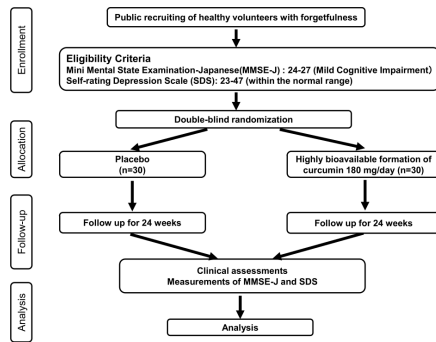 Enrollment
Public recruiting of healthy volunteers with forgetfulness
Eligibility Criteria
Mini Mental State Examination-Japanese(MMSE-J) : 24-27 (Mild Cognitive Impairment)
Self-rating Depression Scale (SDS): 23-47 (within the normal range)
Double-blind randomization
Allocation
Placebo
(n=30)
Highly bioavailable formation of
curcumin 180 mg/day (n=30)
Follow-up
Follow up for 24 weeks
Follow up for 24 weeks
Clinical assessments
Measurements of MMSE-J and SDS
Analysis
Analysis